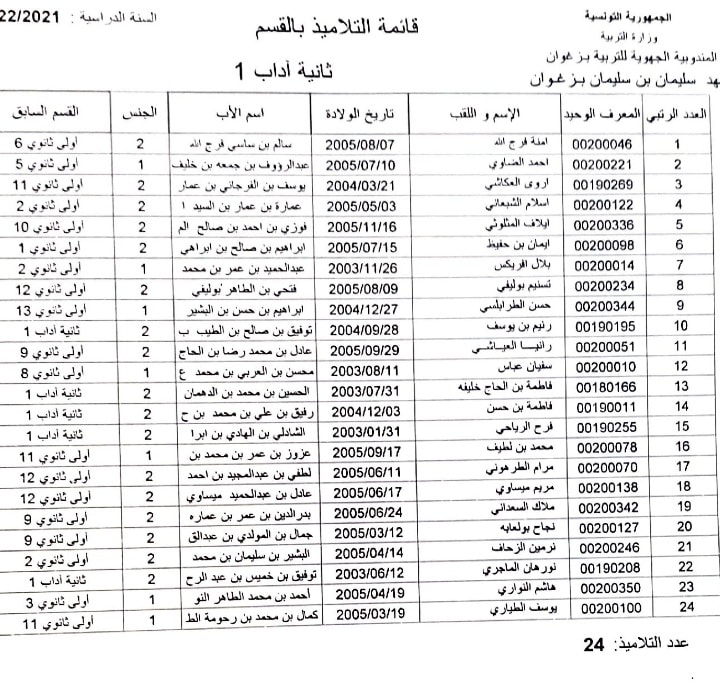 الجمهورية التونسية
السنة الدراسية : 22/2021
وزارة التربية
قائمة التلاميذ بالقسم
المندوبية الجهوية للتربية بزغوان
سليمان بن سليمان بزغوان
ثانية آداب 1
العدد الرتبي المعرف الوحيد الإسم و اللقب تاريخ الولادة اسم الأب الجنس القسم السابق
1 00200046 امنة فرج الله 2005/08/07 سالم بن ساسي فرج الله 2 أولى ثانوي 6
2 00200221 احمد الضاوي 2005/07/10 عبدالرؤوف بن جمعه بن خليف 1 أولى ثانوي 5
3 00190269 اروى العكاشي 2004/03/21 يوسف بن الفرجاني بن عمار 2 أولى ثانوي 11
4 00200122 اسلام الشيعاني 2005/05/03 عمارة بن عمار بن السيد ا 2 أولى ثانوي 2
5 00200336 ايلاف المثلوثي 2005/11/16 فوزي بن احمد بن صالح الم 2 أولى ثانوي 10
6 00200098 ايمان بن حفيظ 2005/07/15 ابراهيم بن صالح بن ابراهي 2 أولى ثانوي 1
7 00200014 بلال افريكس 2003/11/26 عبدالحميد بن عمر بن محمد 1 أولى ثانوي 2
8 00200234 تسنيم بوليفي 2005/08/09 فتحي بن الطاهر بوليفي 2 أولى ثانوي 12
9 00200344 حسن الطرابلسي 2004/12/27 ابراهيم بن حسن بن البشير 1 أولى ثانوي 13
10 00190195 رنيم بن يوسف 2004/09/28 توفيق بن صالح بن الطيب ب 2 ثانية آداب 1
11 00200051 رانيا العياشي 2005/09/29 عادل بن محمد رضا بن الحاج 2 أولى ثانوي 9
12 00200010 سفيان عباس 2003/08/11 محسن بن العربي بن محمد ع 1 أولى ثانوي 8
13 00180166 فاطمة بن الحاج خليفه 2003/07/31 الحسين بن محمد بن الدهمان 2 ثانية آداب 1
14 00190011 فاطمة بن حسن 2004/12/03 رفيق بن علي بن محمد بن ح 2 ثانية آداب 1
15 00190255 فرح الرياحي 2003/01/31 الشاذلي بن الهادي بن ابرا 2 ثانية آداب 1
16 00200078 محمد بن لطيف 2005/09/17 عزوز بن عمر بن محمد بن 1 أولى ثانوي 11
17 00200070 مرام الطرهوني 2005/06/11 لطفي بن عبدالمجيد بن احمد 2 أولى ثانوي 12
18 00200138 مريم ميساوي 2005/06/17 عادل بن عبدالحميد ميساوي 2 أولى ثانوي 12
19 00200342 ملاك السعداني 2005/06/24 بدرالدين بن عمر بن عماره 2 أولى ثانوي 9
20 00200127 نجاح بولعابه 2005/03/12 جمال بن المولدي بن عبدالق 2 أولى ثانوي 9
21 00200246 نرمين الزحاف 2005/04/14 البشير بن سليمان بن محمد 2 أولى ثانوي 2
22 00190208 نورهان الماجري 2003/06/12 توفيق بن خميس بن عبد الرح 2 ثانية آداب 1
23 00200350 هاشم النواري 2005/04/19 أحمد بن محمد الطاهر النو 1 أولى ثانوي 3
24 00200100 يوسف الطياري 2005/03/19 كمال بن محمد بن رحومة الط 1 أولى ثانوي 11
عدد التلاميذ: 24